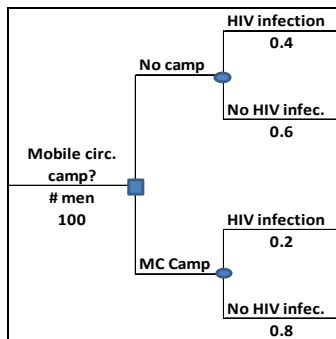 HIV infection
0.4
No camp
No HIV infec.
0.6
Mobile circ.
camp?
# men
100
HIV infection
0.2
MC Camp
No HIV infec.
0.8